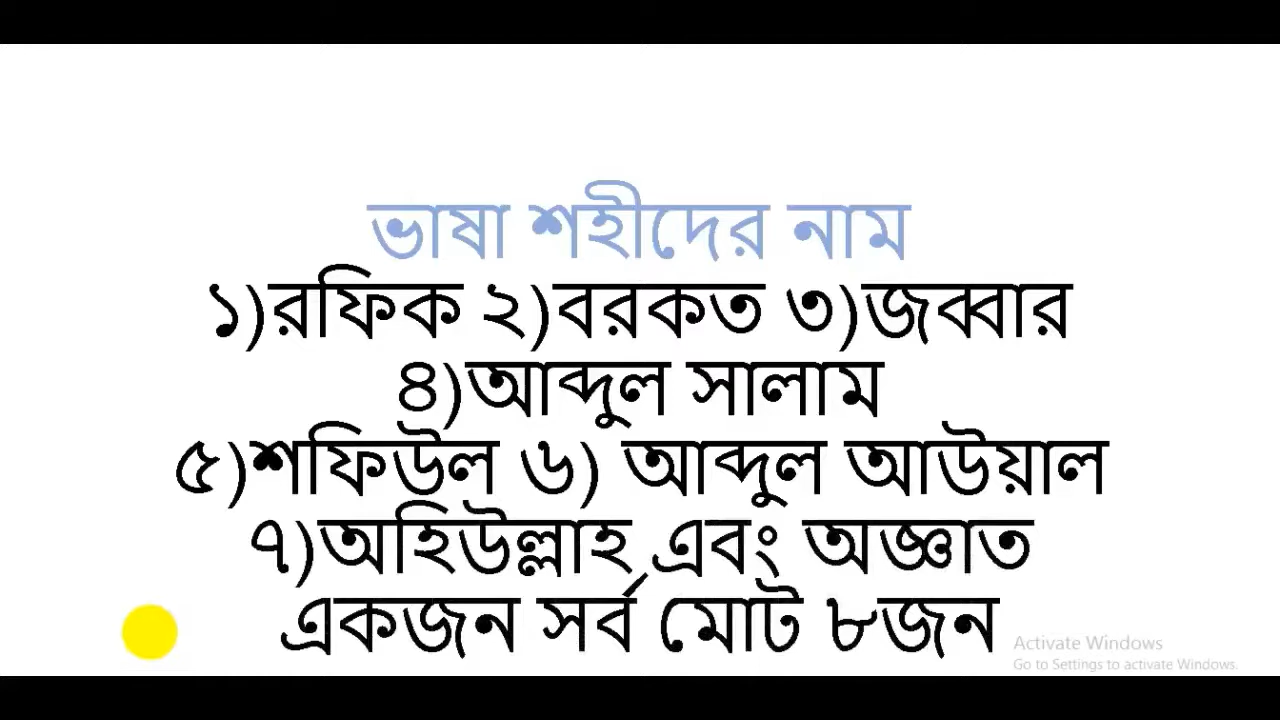 ভাষা শহীদের নাম
১)রফিক ২)বরকত ৩)জব্বার
৪)আব্দুল সালাম
৫)শফিউল ৬) আব্দুল আউয়াল
৭)অহিউল্লাহ এবং অজ্ঞাত
একজন সর্ব মোট ৮জন
Activate Windows
Go to Settings to activate Windows.